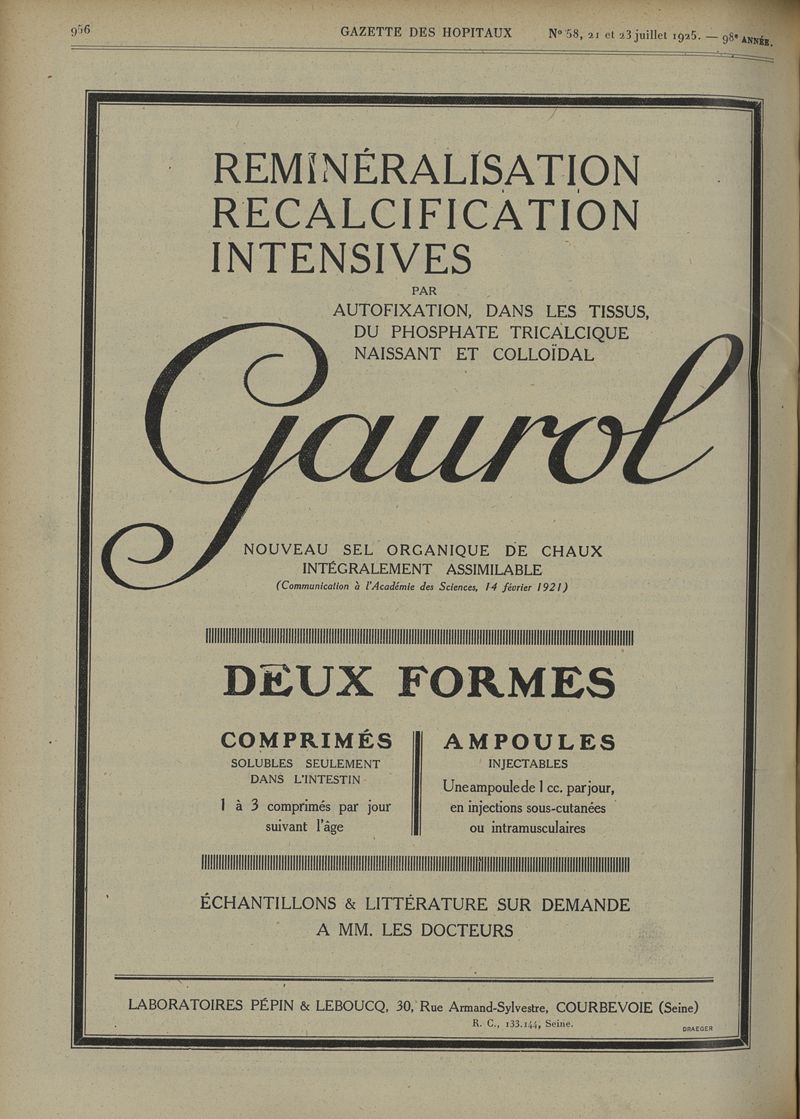 956 GAZETTE DES HOPITAUX Nº 58, 21 et 23 juillet 1925. — 98e ANNÉE.
REMINÉRALISATION
RECALCIFICATION
INTENSIVES
PAR
AUTOFIXATION, DANS LES TISSUS,
DU PHOSPHATE TRICALCIQUE
NAISSANT ET COLLOÏDAL
Gaurol
NOUVEAU SEL ORGANIQUE DE CHAUX
INTÉGRALEMENT ASSIMILABLE
(Communication à l'Académie des Sciences, 14 février 1921)
DEUX FORMES
COMPRIMÉS
SOLUBLES SEULEMENT
DANS L'INTESTIN
1 à 3 comprimés par jour
suivant l'âge
AMPOULES
INJECTABLES
Une ampoule de 1 cc. par jour,
en injections sous-cutanées
ou intramusculaires
ÉCHANTILLONS & LITTÉRATURE SUR DEMANDE
A MM. LES DOCTEURS
LABORATOIRES PÉPIN & LEBOUCQ, 30, Rue Armand-Sylvestre, COURBEVOIE (Seine)
R. C., 133.144, Seine.
DRAEGER